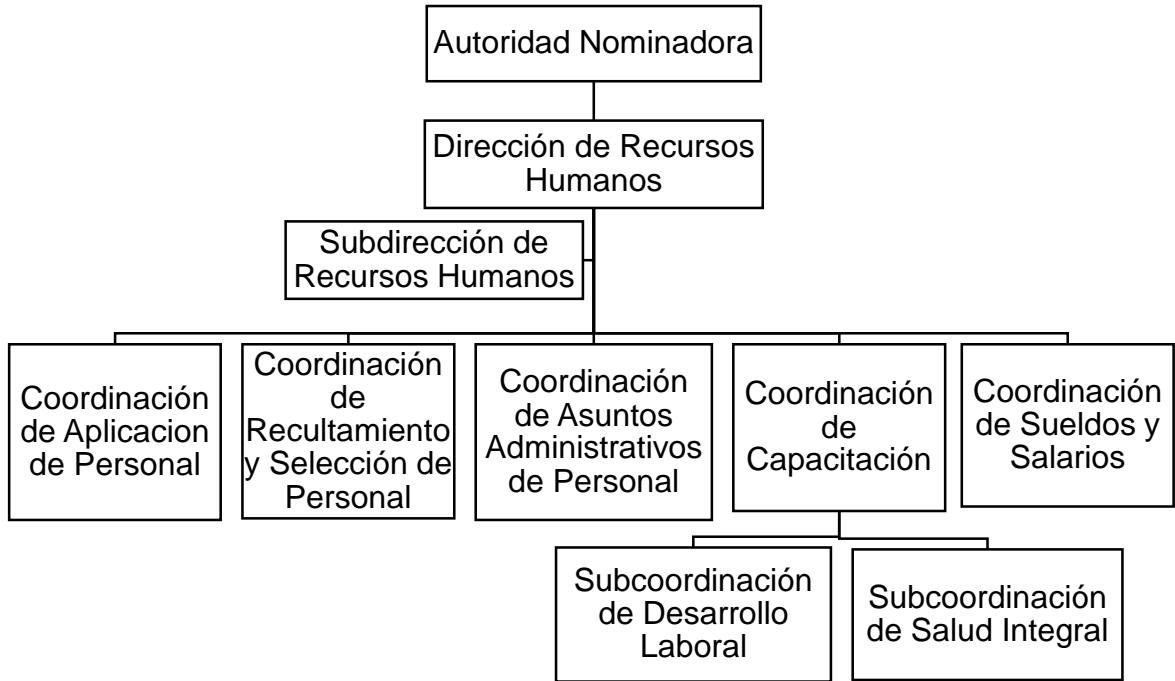 Autoridad Nominadora
Dirección de Recursos
Humanos
Subdirección de
Recursos Humanos
Coordinación
de Aplicacion
de Personal
Coordinación
de
Recultamiento
y Selección de
Personal
Coordinación
de Asuntos
Administrativos
de Personal
Coordinación
de
Capacitación
Coordinación
de Sueldos y
Salarios
Subcoordinación
de Desarrollo
Laboral
Subcoordinación
de Salud Integral